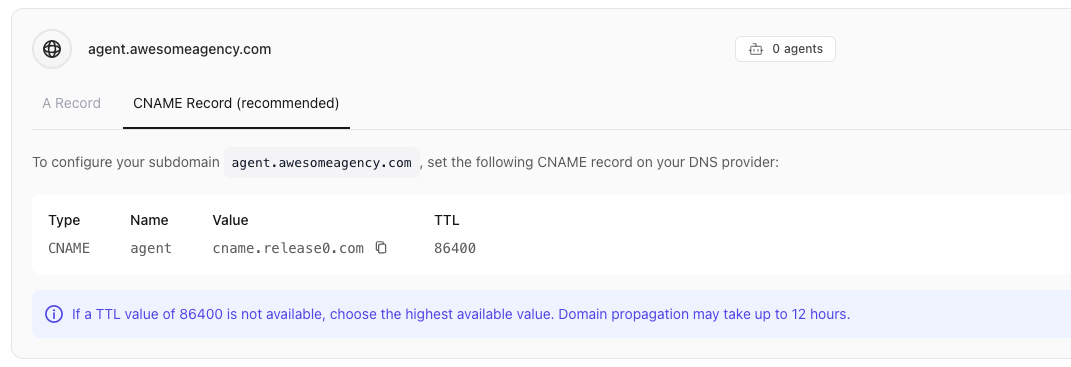 agent.awesomeagency.com
0 agents
A Record
CNAME Record (recommended)
To configure your subdomain agent.awesomeagency.com , set the following CNAME record on your DNS provider:
Type Name Value TTL
CNAME agent cname.release0.com 86400
If a TTL value of 86400 is not available, choose the highest available value. Domain propagation may take up to 12 hours.